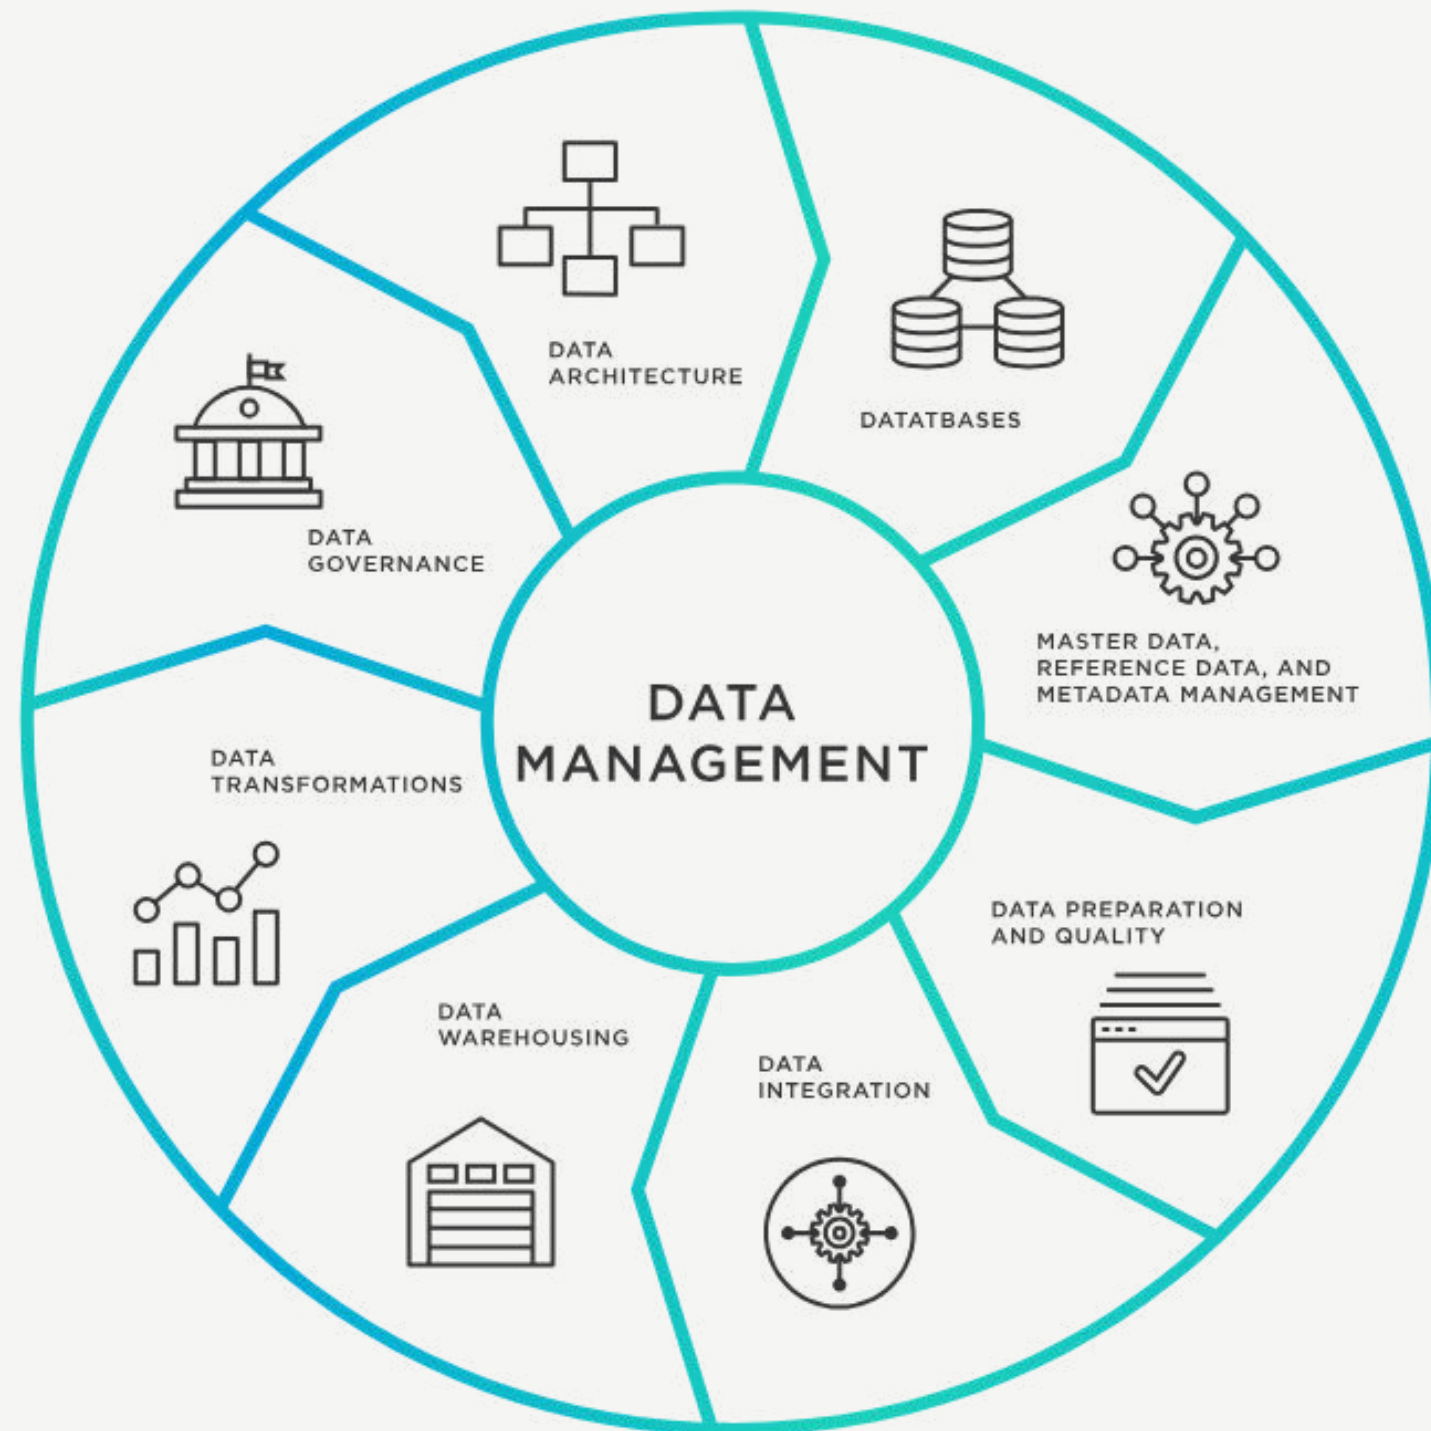 DATA
ARCHITECTURE
DATATBASES
DATA
GOVERNANCE
MASTER DATA,
REFERENCE DATA, AND
METADATA MANAGEMENT
DATA
MANAGEMENT
DATA
TRANSFORMATIONS
DATA PREPARATION
AND QUALITY
DATA
WAREHOUSING
DATA
INTEGRATION